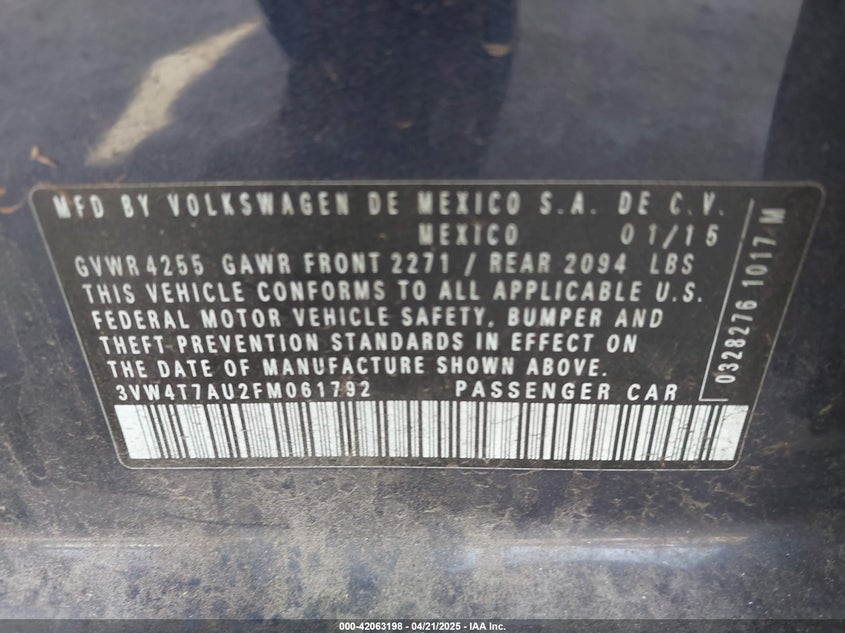 MFD BY VOLKSWAGEN DE MEXICO S.A. DE C.V.
MEXICO 01/15
GVWR 4255 GAWR FRONT 2271 / REAR 2094 LBS
THIS VEHICLE CONFORMS TO ALL APPLICABLE U.S.
FEDERAL MOTOR VEHICLE SAFETY, BUMPER AND
THEFT PREVENTION STANDARDS IN EFFECT ON
THE DATE OF MANUFACTURE SHOWN ABOVE.
3VW4T7AU2FM061792 PASSENGER CAR
0328276 1017 M
000-42063198 - 04/21/2025 - IAA Inc.